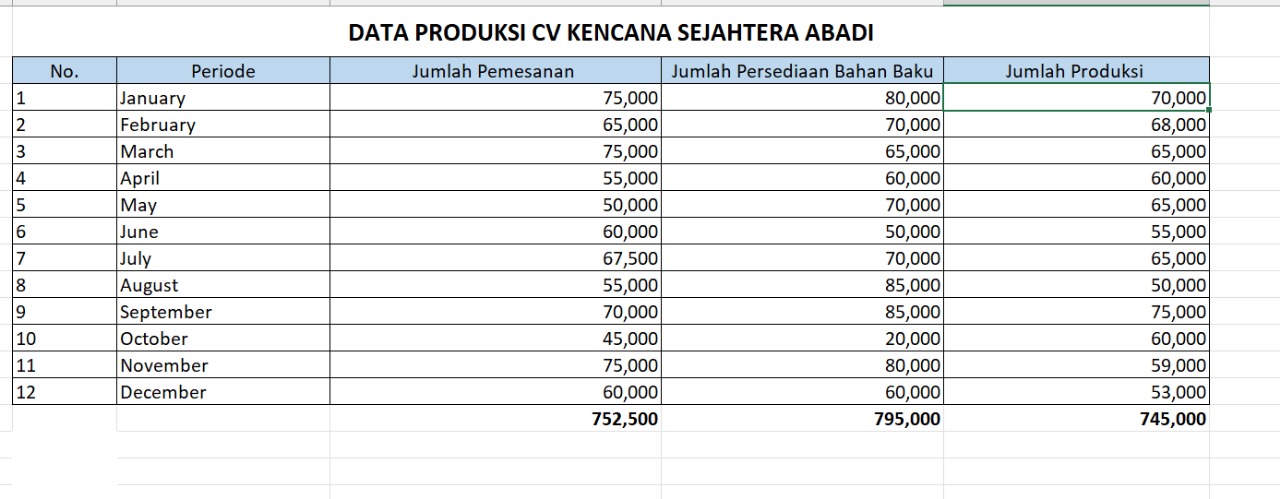 DATA PRODUKSI CV KENCANA SEJAHTERA ABADI
No. Periode Jumlah Pemesanan Jumlah Persediaan Bahan Baku Jumlah Produksi
1 January 75,000 80,000 70,000
2 February 65,000 70,000 68,000
3 March 75,000 65,000 65,000
4 April 55,000 60,000 60,000
5 May 50,000 70,000 65,000
6 June 60,000 50,000 55,000
7 July 67,500 70,000 65,000
8 August 55,000 85,000 50,000
9 September 70,000 85,000 75,000
10 October 45,000 20,000 60,000
11 November 75,000 80,000 59,000
12 December 60,000 60,000 53,000
752,500 795,000 745,000